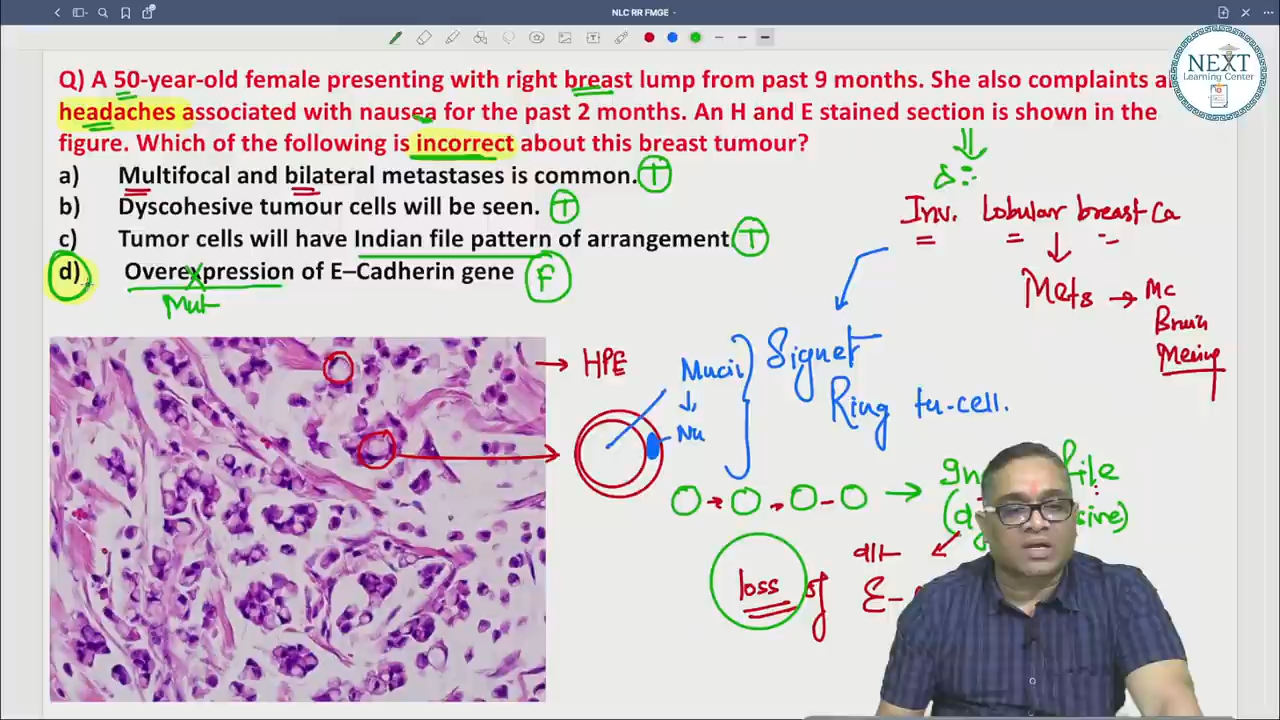 NLC RR FMGE
NEXT
Learning Center
Q) A 50-year-old female presenting with right breast lump from past 9 months. She also complaints a
headaches associated with nausea for the past 2 months. An H and E stained section is shown in the
figure. Which of the following is incorrect about this breast tumour?
a) Multifocal and bilateral metastases is common. T
b) Dyscohesive tumour cells will be seen. T
c) Tumor cells will have Indian file pattern of arrangement T
d) Overexpression of E–Cadherin gene F
Mut
Inv. Lobular breast Ca
Mets → Mc
Brain
HPE
Mucin
Nu
Signet
Ring tu-cell.
file
loss of
E-